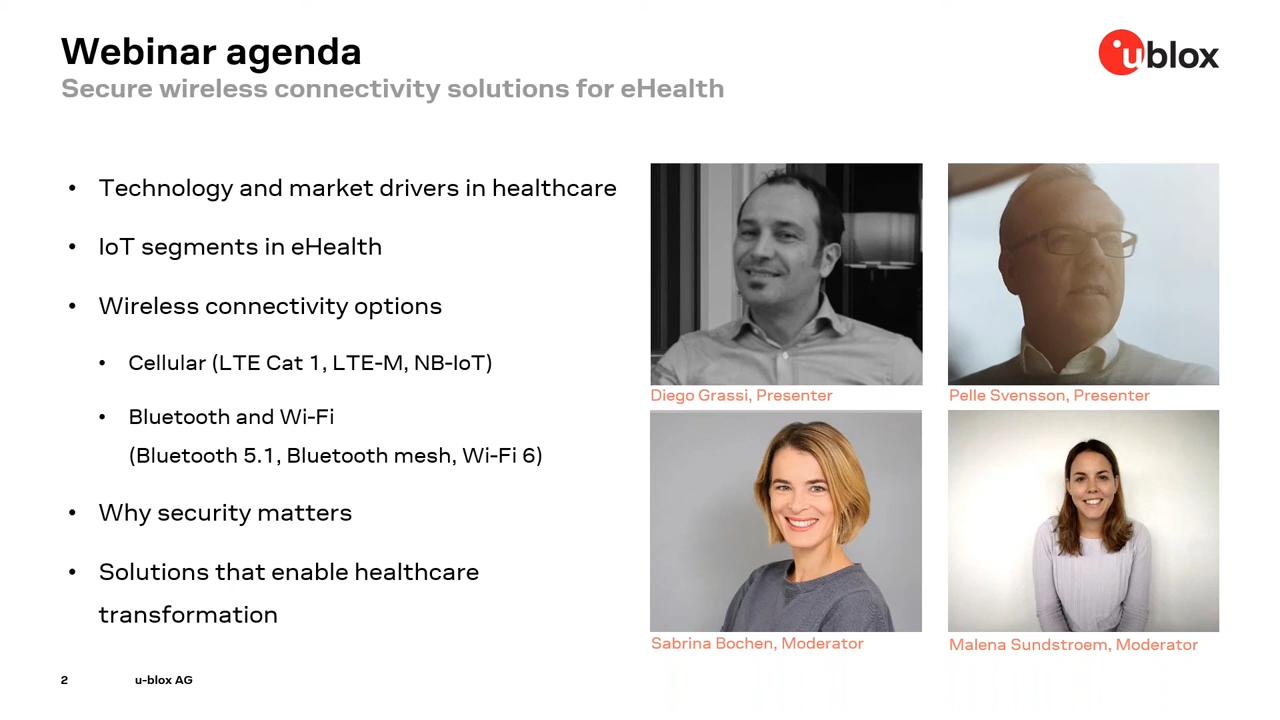 Webinar agenda
Secure wireless connectivity solutions for eHealth
ublox
• Technology and market drivers in healthcare
• IoT segments in eHealth
• Wireless connectivity options
• Cellular (LTE Cat 1, LTE-M, NB-IoT)
• Bluetooth and Wi-Fi
(Bluetooth 5.1, Bluetooth mesh, Wi-Fi 6)
• Why security matters
• Solutions that enable healthcare
transformation
Diego Grassi, Presenter
Pelle Svensson, Presenter
Sabrina Bochen, Moderator
Malena Sundstroem, Moderator
2
u-blox AG